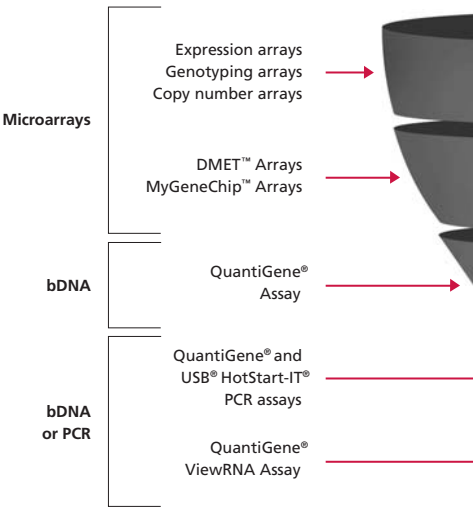 Expression arrays
Genotyping arrays
Copy number arrays
Microarrays
DMET™ Arrays
MyGeneChip™ Arrays
QuantiGene®
Assay
bDNA
QuantiGene® and
USB® HotStart-IT®
PCR assays
bDNA
or PCR
QuantiGene®
ViewRNA Assay